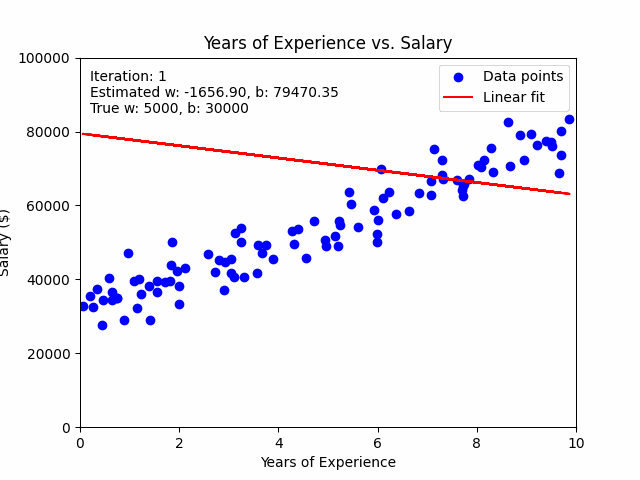 Years of Experience vs. Salary
100000
80000
60000
40000
20000
0
Salary ($)
Iteration: 1
Estimated w: -1656.90, b: 79470.35
True w: 5000, b: 30000
Data points
Linear fit
0 2 4 6 8 10
Years of Experience